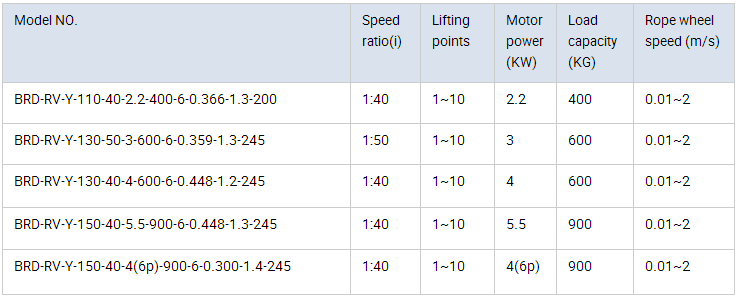 Model NO. Speed ratio(i) Lifting points Motor power (KW) Load capacity (KG) Rope wheel speed (m/s)
BRD-RV-Y-110-40-2.2-400-6-0.366-1.3-200 1:40 1~10 2.2 400 0.01~2
BRD-RV-Y-130-50-3-600-6-0.359-1.3-245 1:50 1~10 3 600 0.01~2
BRD-RV-Y-130-40-4-600-6-0.448-1.2-245 1:40 1~10 4 600 0.01~2
BRD-RV-Y-150-40-5.5-900-6-0.448-1.3-245 1:40 1~10 5.5 900 0.01~2
BRD-RV-Y-150-40-4(6p)-900-6-0.300-1.4-245 1:40 1~10 4(6p) 900 0.01~2